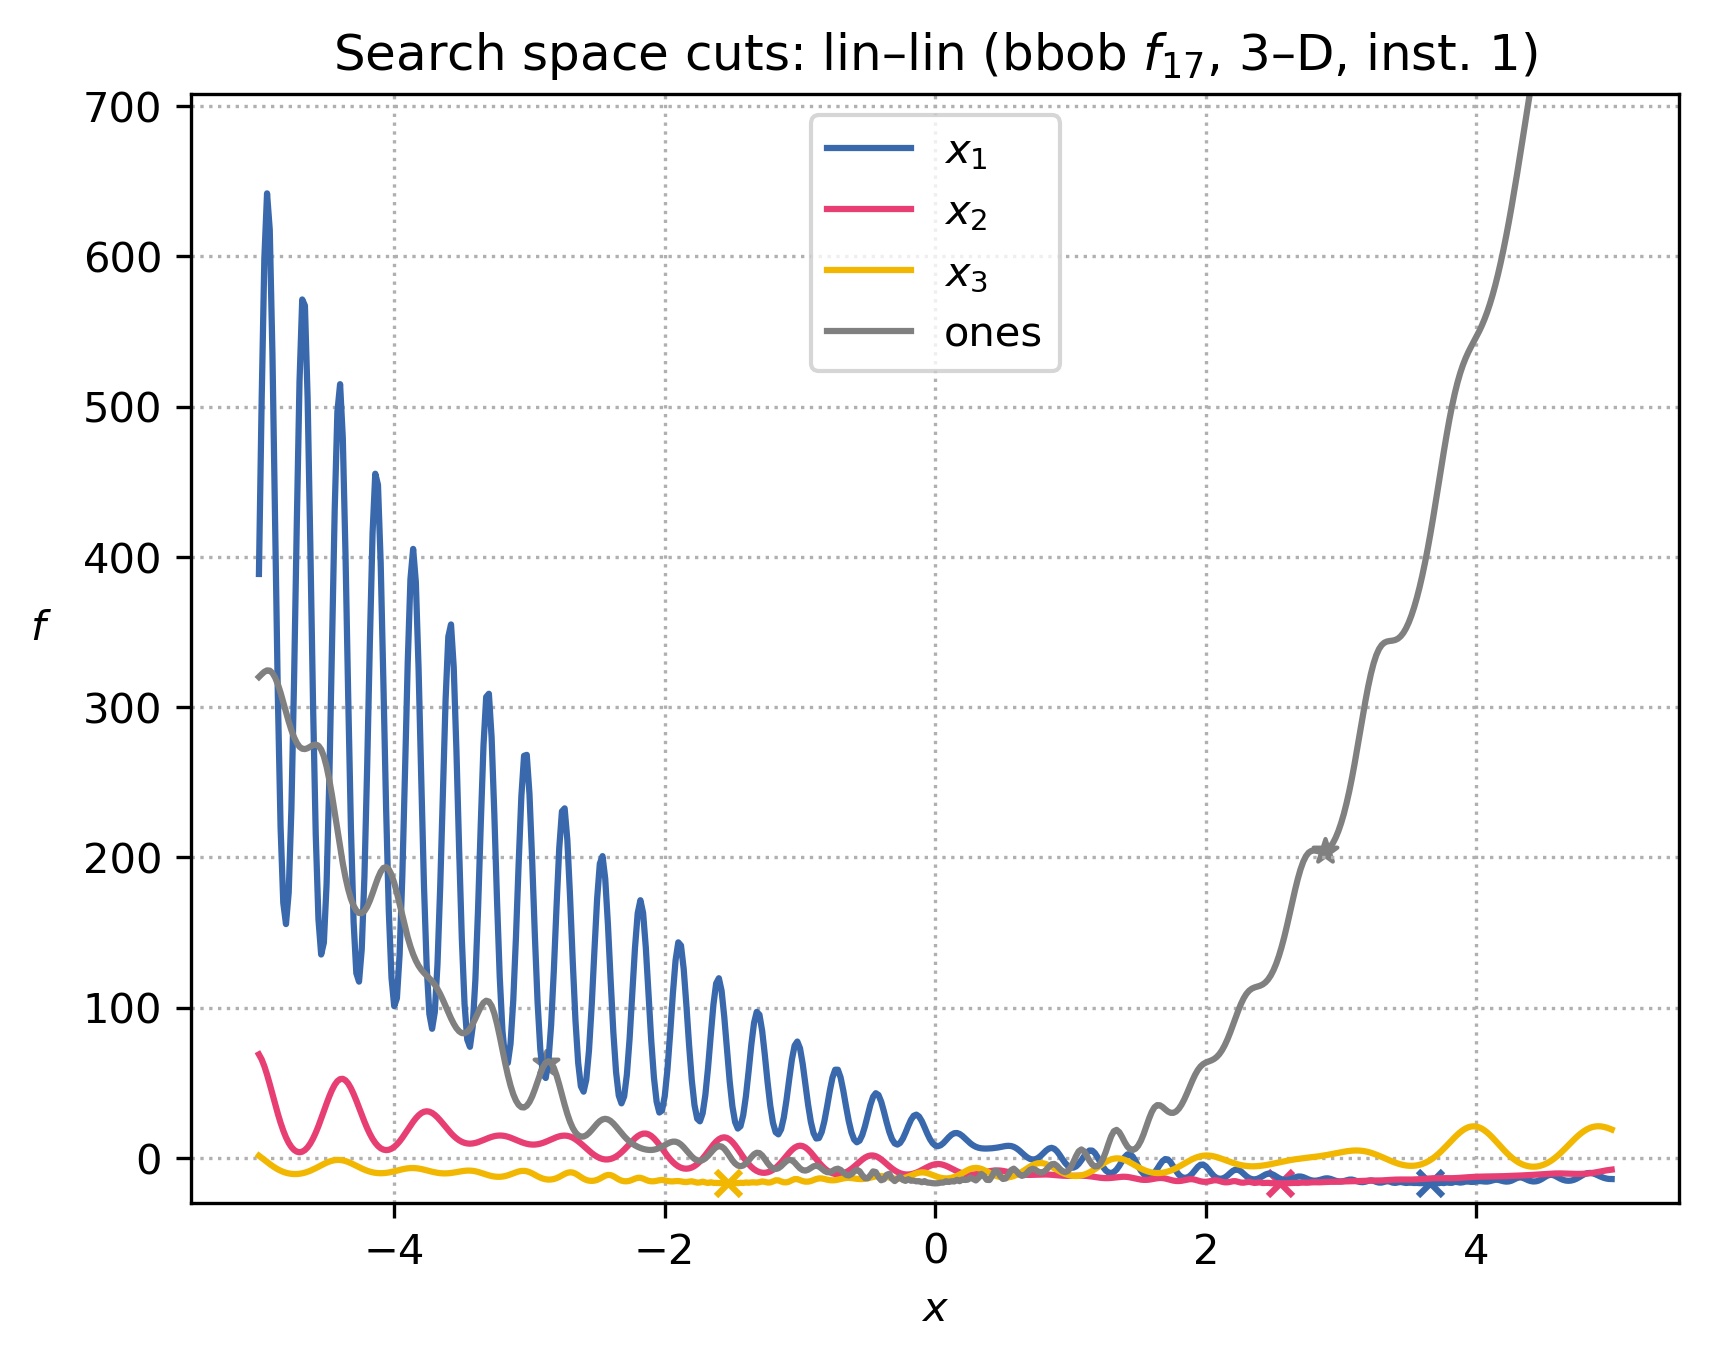 Search space cuts: lin–lin (bbob f₁₇, 3–D, inst. 1)
700
600
500
400
300
200
100
0
f
x₁
x₂
x₃
ones
−4
−2
0
2
4
x